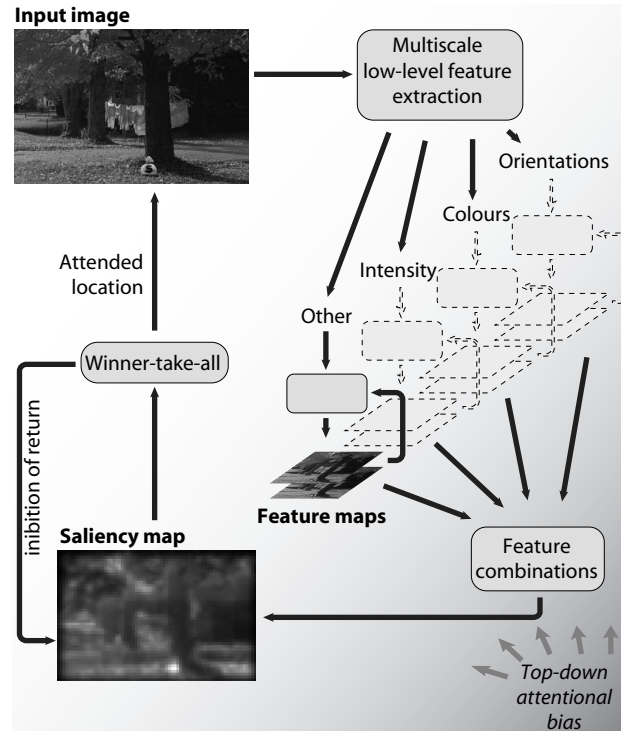 Input image
Multiscale
low-level feature
extraction
Orientations
Colours
Attended
location
Intensity
Other
Winner-take-all
inibition of return
Feature maps
Saliency map
Feature
combinations
Top-down
attentional
bias
$